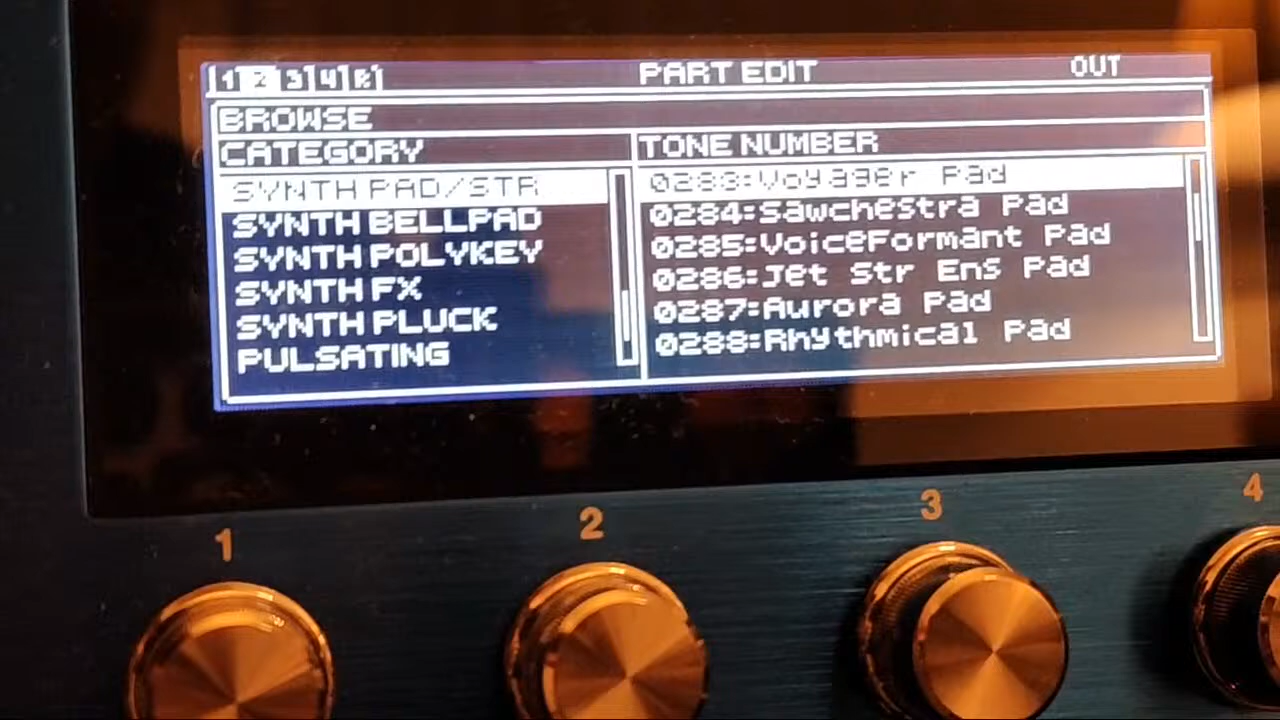 1 2 3 4 R PART EDIT OUT
BROWSE
CATEGORY TONE NUMBER
SYNTH PAD/STR 0283:Voyager Pad
SYNTH BELLPAD 0284:Sawchestra Pad
SYNTH POLYKEY 0285:VoiceFormant Pad
SYNTH FX 0286:Jet Str Ens Pad
SYNTH PLUCK 0287:Aurora Pad
PULSATING 0288:Rhythmical Pad
1 2 3 4